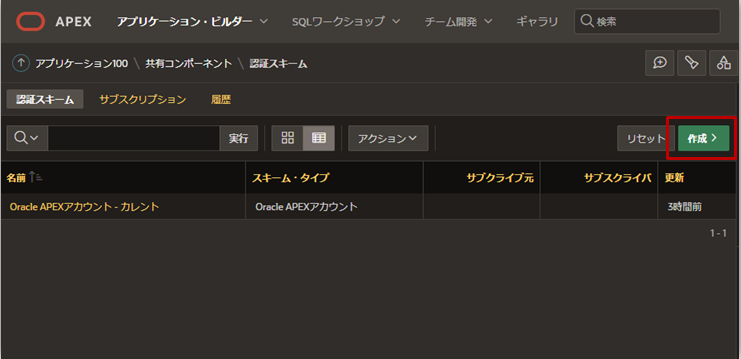 APEX アプリケーション・ビルダー SQLワークショップ チーム開発 ギャラリ 検索
アプリケーション100 \ 共有コンポーネント \ 認証スキーム
認証スキーム サブスクリプション 履歴
実行 アクション リセット 作成
名前 スキーム・タイプ サブクライブ元 サブスクライバ 更新
Oracle APEXアカウント - カレント Oracle APEXアカウント 3時間前
1 - 1